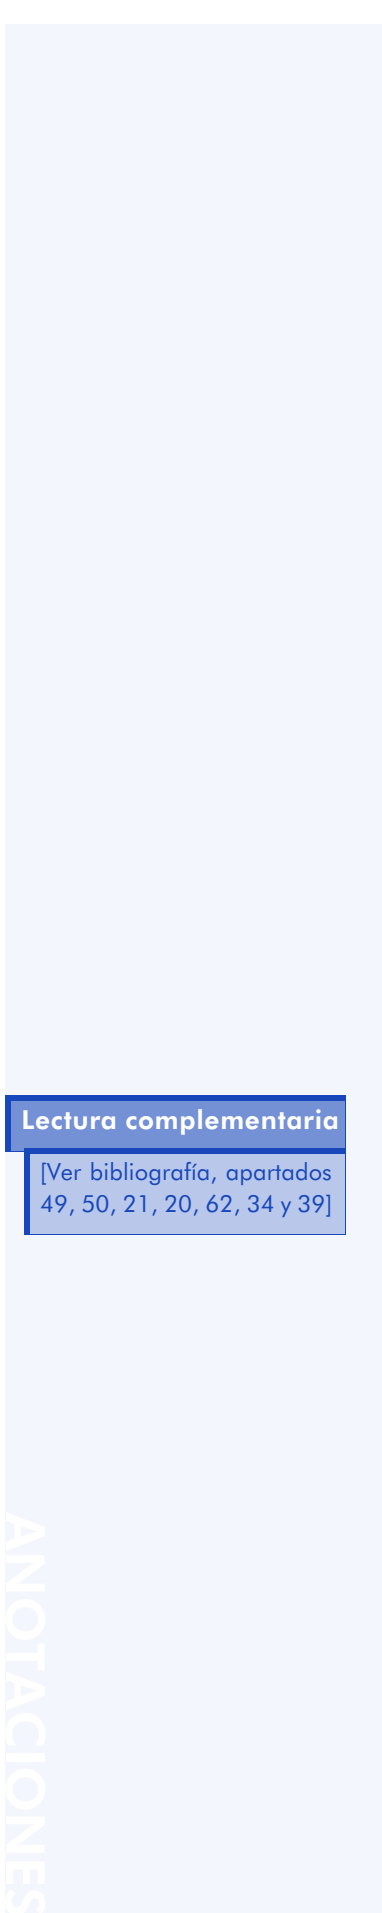 Lectura complementaria
[Ver bibliografía, apartados
49, 50, 21, 20, 62, 34 y 39]
ANOTACIONES